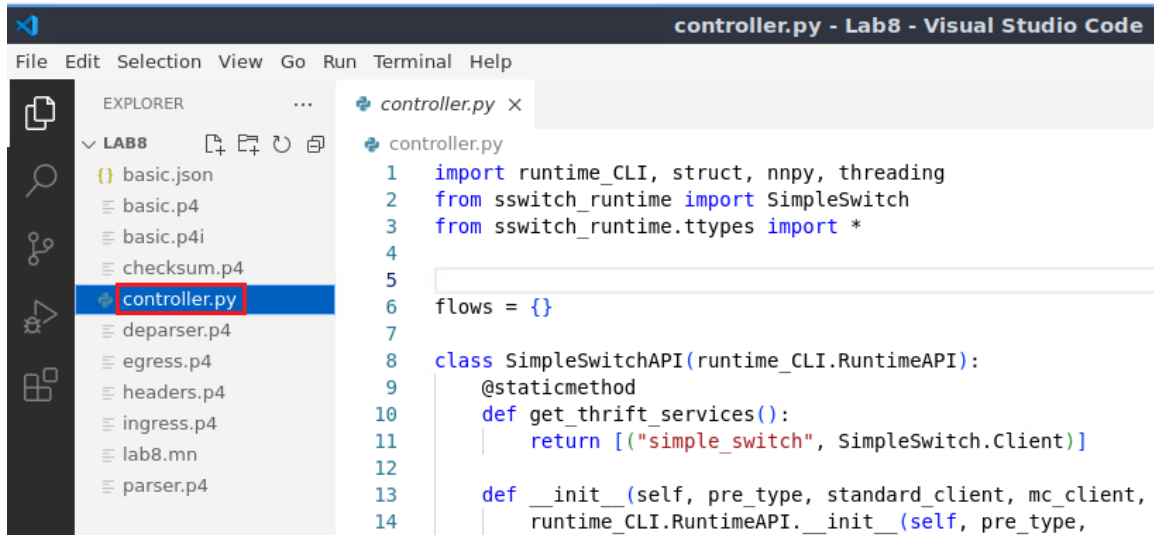 controller.py - Lab8 - Visual Studio Code
File Edit Selection View Go Run Terminal Help
EXPLORER ...
LAB8
{} basic.json
basic.p4
basic.p4i
checksum.p4
controller.py
deparser.p4
egress.p4
headers.p4
ingress.p4
lab8.mn
parser.p4
controller.py ×
controller.py
1 import runtime_CLI, struct, nnpy, threading
2 from sswitch_runtime import SimpleSwitch
3 from sswitch_runtime.ttypes import *
4
5
6 flows = {}
7
8 class SimpleSwitchAPI(runtime_CLI.RuntimeAPI):
9 @staticmethod
10 def get_thrift_services():
11 return [("simple_switch", SimpleSwitch.Client)]
12
13 def __init__(self, pre_type, standard_client, mc_client,
14 runtime_CLI.RuntimeAPI.__init__(self, pre_type,